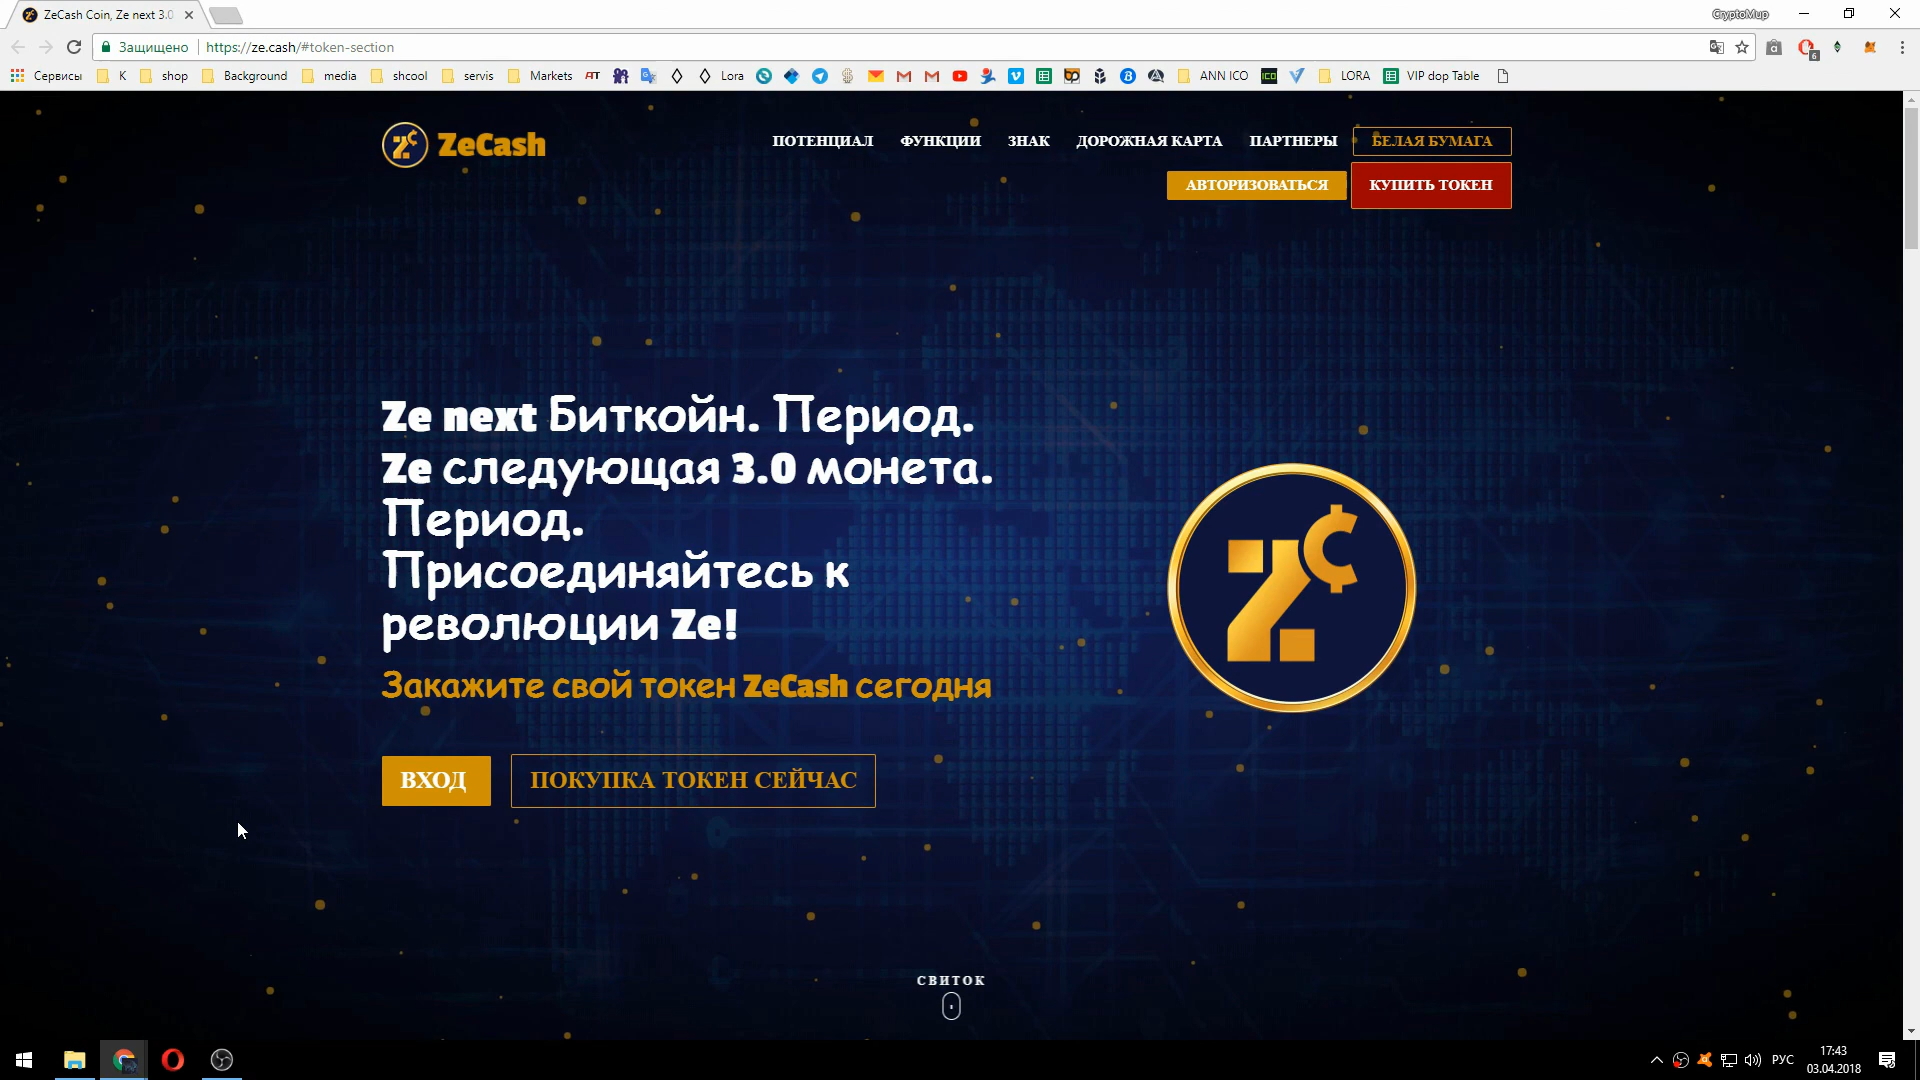 ZeCash Coin, Ze next 3.0
CryptoMup
Защищено
https://ze.cash/#token-section
6
Сервисы
K
shop
Background
media
shcool
servis
Markets
Lora
ANN ICO
ICO
LORA
VIP dop Table
ZeCash
ПОТЕНЦИАЛ
ФУНКЦИИ
ЗНАК
ДОРОЖНАЯ КАРТА
ПАРТНЕРЫ
БЕЛАЯ БУМАГА
АВТОРИЗОВАТЬСЯ
КУПИТЬ ТОКЕН
Ze next Биткойн. Период.
Ze следующая 3.0 монета.
Период.
Присоединяйтесь к
революции Ze!
Закажите свой токен ZeCash сегодня
ВХОД
ПОКУПКА ТОКЕН СЕЙЧАС
СВИТОК
РУС
17:43
03.04.2018